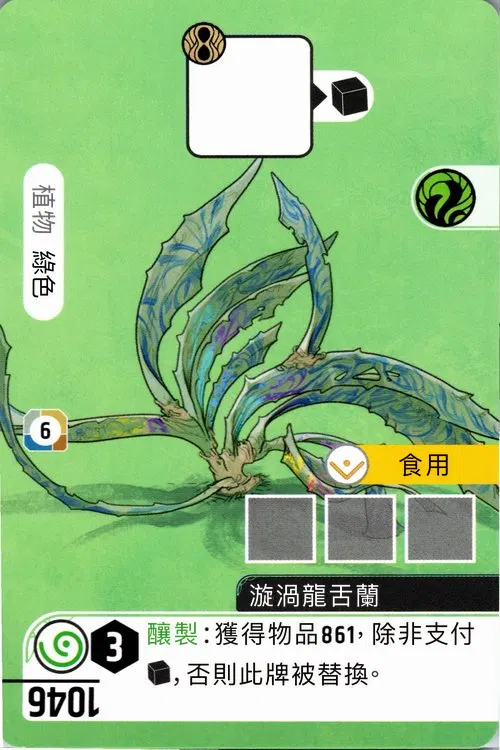 植物 綠色
6
食用
漩渦龍舌蘭
3
釀製：獲得物品861，除非支付
，否則此牌被替換。
1046